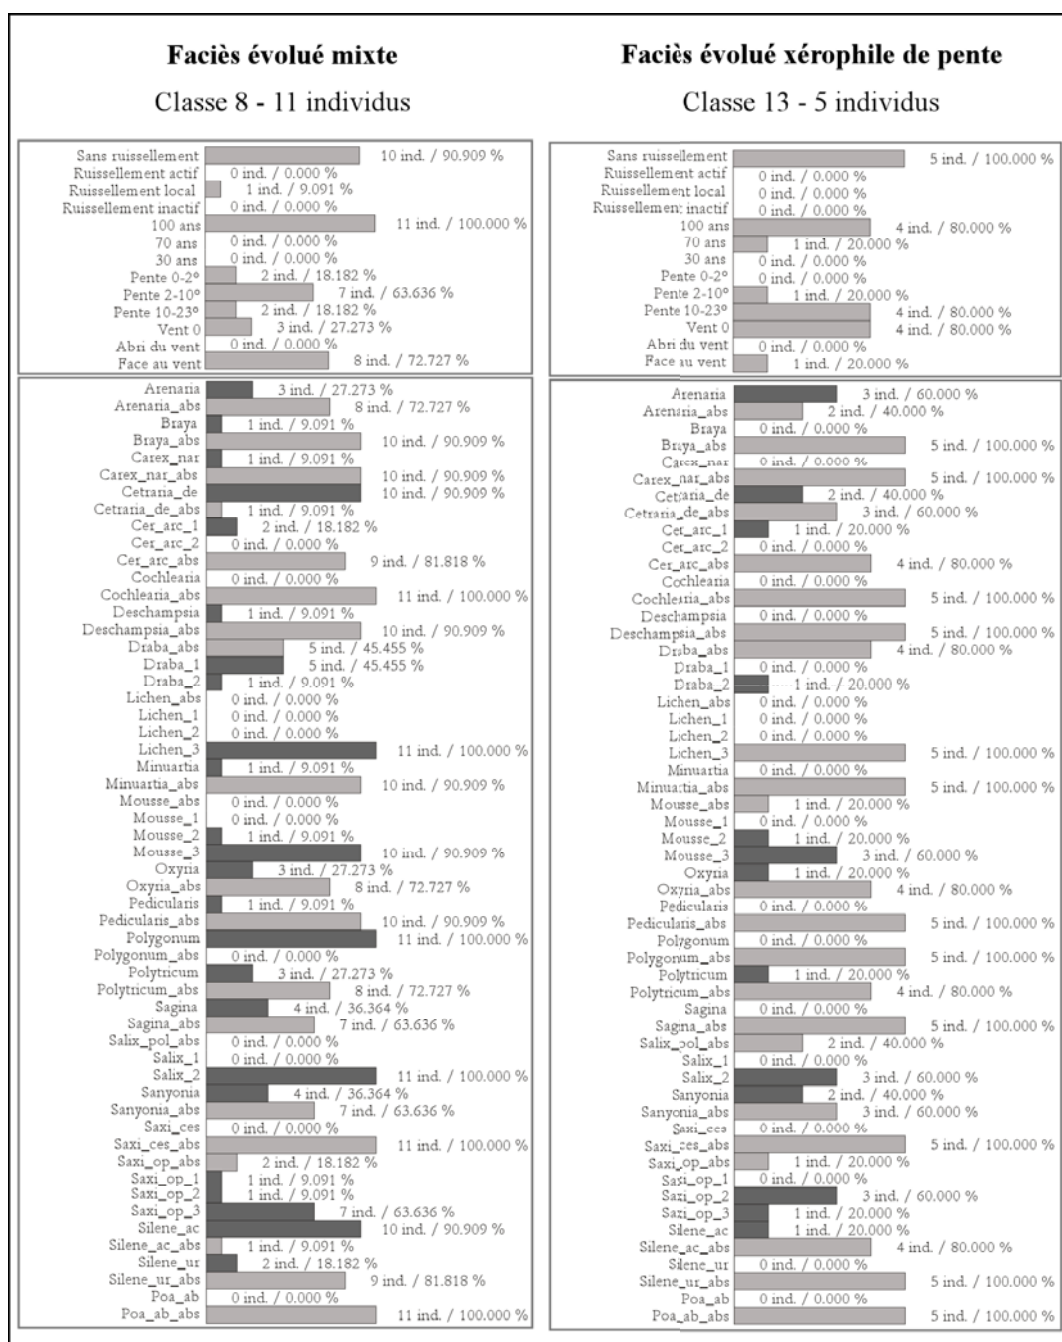 Faciès évolué mixte
Classe 8 - 11 individus
Sans ruissellement 10 ind. / 90.909 %
Ruissellement actif 0 ind. / 0.000 %
Ruissellement local 1 ind. / 9.091 %
Ruissellement inactif 0 ind. / 0.000 %
100 ans 11 ind. / 100.000 %
70 ans 0 ind. / 0.000 %
30 ans 0 ind. / 0.000 %
Pente 0-2° 2 ind. / 18.182 %
Pente 2-10° 7 ind. / 63.636 %
Pente 10-23° 2 ind. / 18.182 %
Vent 0 3 ind. / 27.273 %
Abri du vent 0 ind. / 0.000 %
Face au vent 8 ind. / 72.727 %
Arenaria 3 ind. / 27.273 %
Arenaria_abs 8 ind. / 72.727 %
Braya 1 ind. / 9.091 %
Braya_abs 10 ind. / 90.909 %
Carex_nar 1 ind. / 9.091 %
Carex_nar_abs 10 ind. / 90.909 %
Cetraria_de 10 ind. / 90.909 %
Cetraria_de_abs 1 ind. / 9.091 %
Cer_arc_1 2 ind. / 18.182 %
Cer_arc_2 0 ind. / 0.000 %
Cer_arc_abs 9 ind. / 81.818 %
Cochlearia 0 ind. / 0.000 %
Cochlearia_abs 11 ind. / 100.000 %
Deschampsia 1 ind. / 9.091 %
Deschampsia_abs 10 ind. / 90.909 %
Draba_abs 5 ind. / 45.455 %
Draba_1 5 ind. / 45.455 %
Draba_2 1 ind. / 9.091 %
Lichen_abs 0 ind. / 0.000 %
Lichen_1 0 ind. / 0.000 %
Lichen_2 0 ind. / 0.000 %
Lichen_3 11 ind. / 100.000 %
Minuartia 1 ind. / 9.091 %
Minuartia_abs 10 ind. / 90.909 %
Mousse_abs 0 ind. / 0.000 %
Mousse_1 0 ind. / 0.000 %
Mousse_2 1 ind. / 9.091 %
Mousse_3 10 ind. / 90.909 %
Oxyria 3 ind. / 27.273 %
Oxyria_abs 8 ind. / 72.727 %
Pedicularis 1 ind. / 9.091 %
Pedicularis_abs 10 ind. / 90.909 %
Polygonum 11 ind. / 100.000 %
Polygonum_abs 0 ind. / 0.000 %
Polytricum 3 ind. / 27.273 %
Polytricum_abs 8 ind. / 72.727 %
Sagina 4 ind. / 36.364 %
Sagina_abs 7 ind. / 63.636 %
Salix_pol_abs 0 ind. / 0.000 %
Salix_1 0 ind. / 0.000 %
Salix_2 11 ind. / 100.000 %
Sanyonia 4 ind. / 36.364 %
Sanyonia_abs 7 ind. / 63.636 %
Saxi_ces 0 ind. / 0.000 %
Saxi_ces_abs 11 ind. / 100.000 %
Saxi_op_abs 2 ind. / 18.182 %
Saxi_op_1 1 ind. / 9.091 %
Saxi_op_2 1 ind. / 9.091 %
Saxi_op_3 7 ind. / 63.636 %
Silene_ac 10 ind. / 90.909 %
Silene_ac_abs 1 ind. / 9.091 %
Silene_ur 2 ind. / 18.182 %
Silene_ur_abs 9 ind. / 81.818 %
Poa_ab 0 ind. / 0.000 %
Poa_ab_abs 11 ind. / 100.000 %
Faciès évolué xérophile de pente
Classe 13 - 5 individus
Sans ruissellement 5 ind. / 100.000 %
Ruissellement actif 0 ind. / 0.000 %
Ruissellement local 0 ind. / 0.000 %
Ruissellement inactif 0 ind. / 0.000 %
100 ans 4 ind. / 80.000 %
70 ans 1 ind. / 20.000 %
30 ans 0 ind. / 0.000 %
Pente 0-2° 0 ind. / 0.000 %
Pente 2-10° 1 ind. / 20.000 %
Pente 10-23° 4 ind. / 80.000 %
Vent 0 4 ind. / 80.000 %
Abri du vent 0 ind. / 0.000 %
Face au vent 1 ind. / 20.000 %
Arenaria 3 ind. / 60.000 %
Arenaria_abs 2 ind. / 40.000 %
Braya 0 ind. / 0.000 %
Braya_abs 5 ind. / 100.000 %
Carex_nar 0 ind. / 0.000 %
Carex_nar_abs 5 ind. / 100.000 %
Cetraria_de 2 ind. / 40.000 %
Cetraria_de_abs 3 ind. / 60.000 %
Cer_arc_1 1 ind. / 20.000 %
Cer_arc_2 0 ind. / 0.000 %
Cer_arc_abs 4 ind. / 80.000 %
Cochlearia 0 ind. / 0.000 %
Cochlearia_abs 5 ind. / 100.000 %
Deschampsia 0 ind. / 0.000 %
Deschampsia_abs 5 ind. / 100.000 %
Draba_abs 4 ind. / 80.000 %
Draba_1 0 ind. / 0.000 %
Draba_2 1 ind. / 20.000 %
Lichen_abs 0 ind. / 0.000 %
Lichen_1 0 ind. / 0.000 %
Lichen_2 0 ind. / 0.000 %
Lichen_3 5 ind. / 100.000 %
Minuartia 0 ind. / 0.000 %
Minuartia_abs 5 ind. / 100.000 %
Mousse_abs 1 ind. / 20.000 %
Mousse_1 0 ind. / 0.000 %
Mousse_2 1 ind. / 20.000 %
Mousse_3 3 ind. / 60.000 %
Oxyria 1 ind. / 20.000 %
Oxyria_abs 4 ind. / 80.000 %
Pedicularis 0 ind. / 0.000 %
Pedicularis_abs 5 ind. / 100.000 %
Polygonum 0 ind. / 0.000 %
Polygonum_abs 5 ind. / 100.000 %
Polytricum 1 ind. / 20.000 %
Polytricum_abs 4 ind. / 80.000 %
Sagina 0 ind. / 0.000 %
Sagina_abs 5 ind. / 100.000 %
Salix_pol_abs 2 ind. / 40.000 %
Salix_1 0 ind. / 0.000 %
Salix_2 3 ind. / 60.000 %
Sanyonia 2 ind. / 40.000 %
Sanyonia_abs 3 ind. / 60.000 %
Saxi_ces 0 ind. / 0.000 %
Saxi_ces_abs 5 ind. / 100.000 %
Saxi_op_abs 1 ind. / 20.000 %
Saxi_op_1 0 ind. / 0.000 %
Saxi_op_2 3 ind. / 60.000 %
Saxi_op_3 1 ind. / 20.000 %
Silene_ac 1 ind. / 20.000 %
Silene_ac_abs 4 ind. / 80.000 %
Silene_ur 0 ind. / 0.000 %
Silene_ur_abs 5 ind. / 100.000 %
Poa_ab 0 ind. / 0.000 %
Poa_ab_abs 5 ind. / 100.000 %